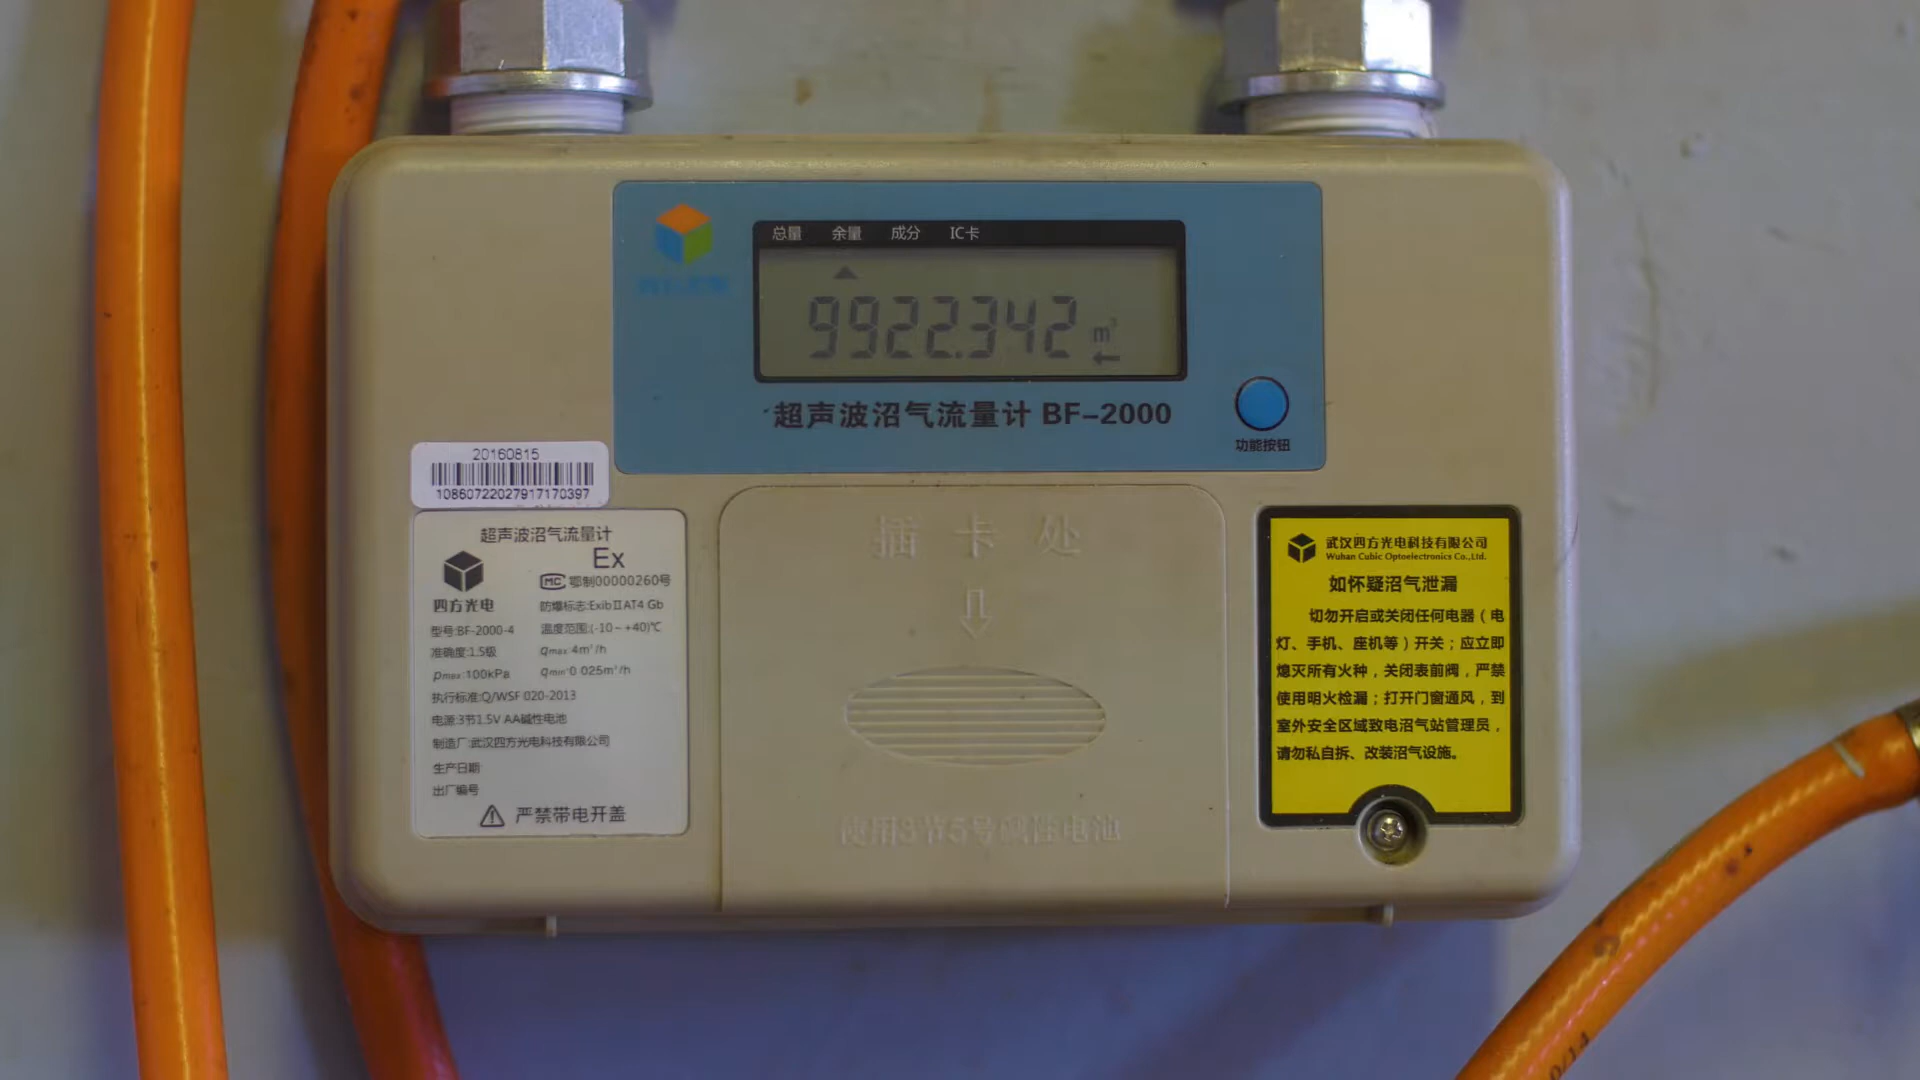 总量 余量 成分 IC卡
9922.342 m³
超声波沼气流量计 BF-2000
功能按钮
20160815
10860722027917170397
超声波沼气流量计
Ex
MC 鄂制00000260号
四方光电
防爆标志:ExibⅡAT4 Gb
型号:BF-2000-4
温度范围:(-10~+40)℃
准确度:1.5级
qmax:4m³/h
pmax:100kPa
qmin:0.025m³/h
执行标准:Q/WSF 020-2013
电源:3节1.5V AA碱性电池
制造厂:武汉四方光电科技有限公司
生产日期
出厂编号
严禁带电开盖
插卡处
使用3节5号碱性电池
武汉四方光电科技有限公司
Wuhan Cubic Optoelectronics Co.,Ltd.
如怀疑沼气泄漏
切勿开启或关闭任何电器（电
灯、手机、座机等）开关；应立即
熄灭所有火种，关闭表前阀，严禁
使用明火检漏；打开门窗通风，到
室外安全区域致电沼气站管理员，
请勿私自拆、改装沼气设施。
0/14